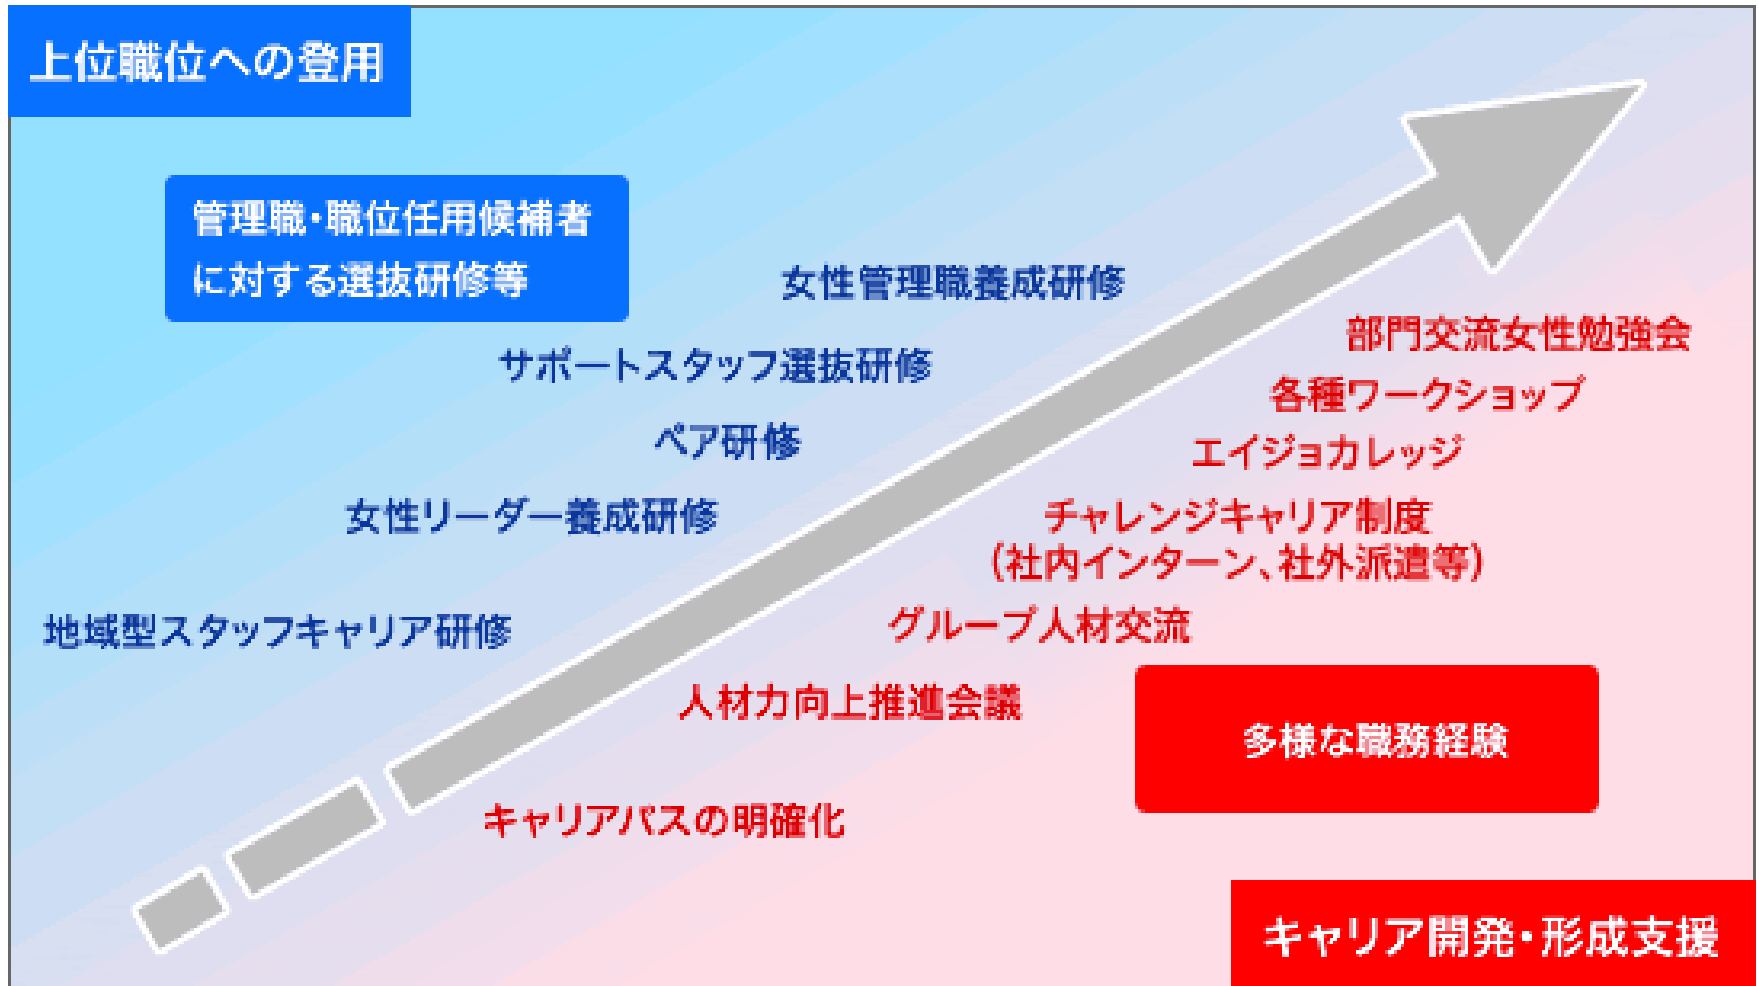 上位職位への登用
管理職・職位任用候補者
に対する選抜研修等
女性管理職養成研修
サポートスタッフ選抜研修
ペア研修
女性リーダー養成研修
地域型スタッフキャリア研修
部門交流女性勉強会
各種ワークショップ
エイジョカレッジ
チャレンジキャリア制度
(社内インターン、社外派遣等)
グループ人材交流
人材力向上推進会議
キャリアパスの明確化
多様な職務経験
キャリア開発・形成支援